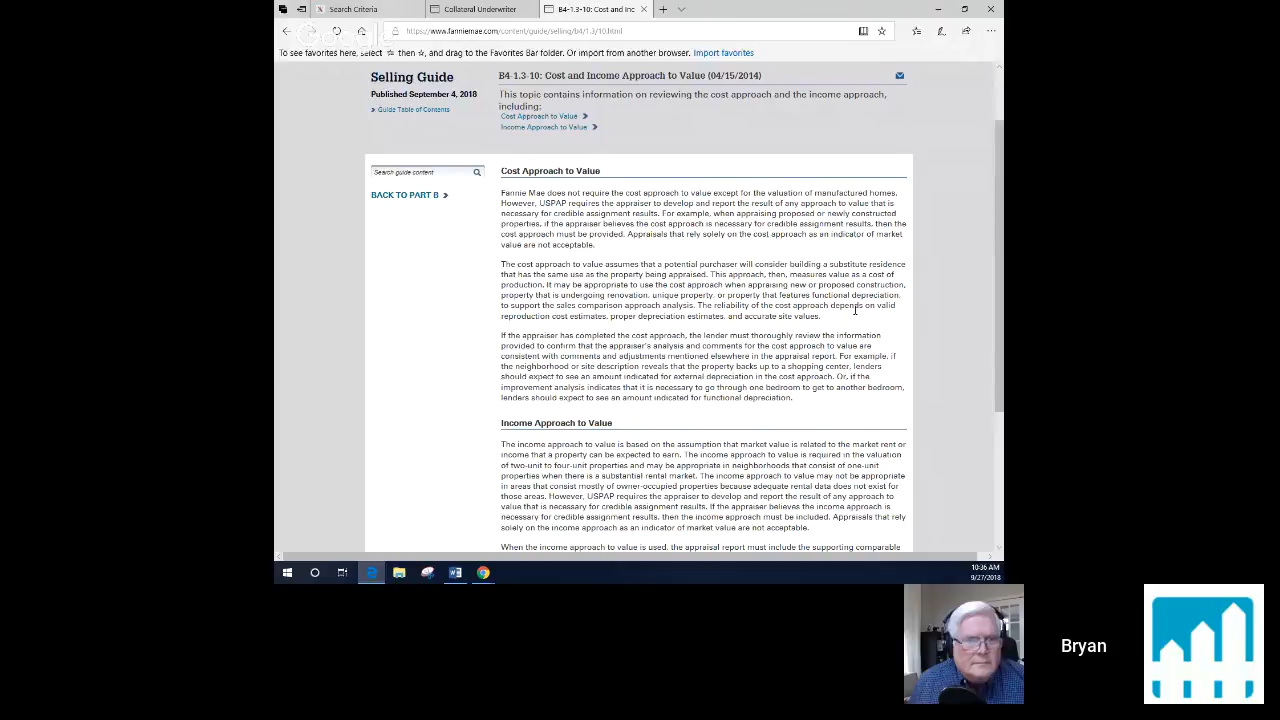 Search Criteria
Collateral Underwriter
B4-1.3-10: Cost and Inc
https://www.fanniemae.com/content/guide/selling/b4/1.3/10.html
To see favorites here, select ☆ then ☆, and drag to the Favorites Bar folder. Or import from another browser. Import favorites
Selling Guide
Published September 4, 2018
Guide Table of Contents
B4-1.3-10: Cost and Income Approach to Value (04/15/2014)
This topic contains information on reviewing the cost approach and the income approach,
including:
Cost Approach to Value
Income Approach to Value
Search guide content
BACK TO PART B
Cost Approach to Value
Fannie Mae does not require the cost approach to value except for the valuation of manufactured homes.
However, USPAP requires the appraiser to develop and report the result of any approach to value that is
necessary for credible assignment results. For example, when appraising proposed or newly constructed
properties, if the appraiser believes the cost approach is necessary for credible assignment results, then the
cost approach must be provided. Appraisals that rely solely on the cost approach as an indicator of market
value are not acceptable.
The cost approach to value assumes that a potential purchaser will consider building a substitute residence
that has the same use as the property being appraised. This approach, then, measures value as a cost of
production. It may be appropriate to use the cost approach when appraising new or proposed construction,
property that is undergoing renovation, unique property, or property that features functional depreciation,
to support the sales comparison approach analysis. The reliability of the cost approach depends on valid
reproduction cost estimates, proper depreciation estimates, and accurate site values.
If the appraiser has completed the cost approach, the lender must thoroughly review the information
provided to confirm that the appraiser's analysis and comments for the cost approach to value are
consistent with comments and adjustments mentioned elsewhere in the appraisal report. For example, if
the neighborhood or site description reveals that the property backs up to a shopping center, lenders
should expect to see an amount indicated for external depreciation in the cost approach. Or, if the
improvement analysis indicates that it is necessary to go through one bedroom to get to another bedroom,
lenders should expect to see an amount indicated for functional depreciation.
Income Approach to Value
The income approach to value is based on the assumption that market value is related to the market rent or
income that a property can be expected to earn. The income approach to value is required in the valuation
of two-unit to four-unit properties and may be appropriate in neighborhoods that consist of one-unit
properties when there is a substantial rental market. The income approach to value may not be appropriate
in areas that consist mostly of owner-occupied properties because adequate rental data does not exist for
those areas. However, USPAP requires the appraiser to develop and report the result of any approach to
value that is necessary for credible assignment results. If the appraiser believes the income approach is
necessary for credible assignment results, then the income approach must be included. Appraisals that rely
solely on the income approach as an indicator of market value are not acceptable.
When the income approach to value is used, the appraisal report must include the supporting comparable
10:36 AM
9/27/2018
Bryan